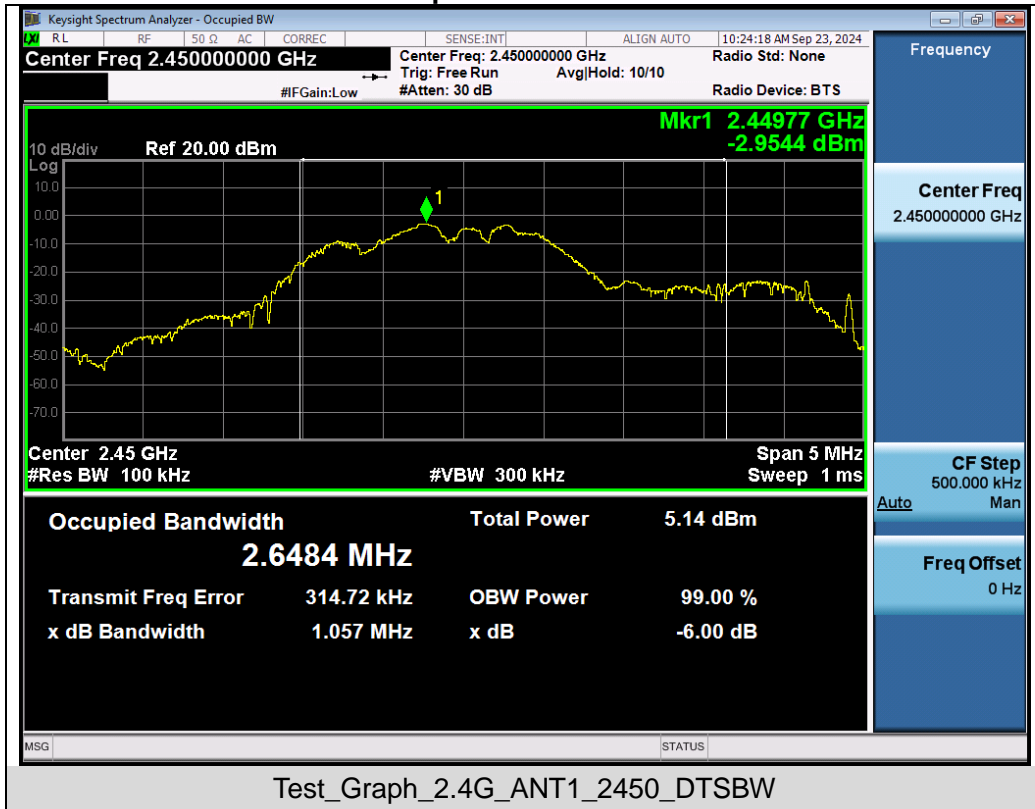 Keysight Spectrum Analyzer - Occupied BW
LXI RL RF 50 Ω AC CORREC SENSE:INT ALIGN AUTO 10:24:18 AM Sep 23, 2024
Center Freq 2.450000000 GHz
Center Freq: 2.450000000 GHz
Radio Std: None
Trig: Free Run Avg|Hold: 10/10
#IFGain:Low
#Atten: 30 dB
Radio Device: BTS
Mkr1 2.44977 GHz
-2.9544 dBm
10 dB/div Ref 20.00 dBm
Log
10.0
0.00
-10.0
-20.0
-30.0
-40.0
-50.0
-60.0
-70.0
1
Center 2.45 GHz Span 5 MHz
#Res BW 100 kHz #VBW 300 kHz Sweep 1 ms
Occupied Bandwidth Total Power 5.14 dBm
2.6484 MHz
Transmit Freq Error 314.72 kHz OBW Power 99.00 %
x dB Bandwidth 1.057 MHz x dB -6.00 dB
Frequency
Center Freq
2.450000000 GHz
CF Step
500.000 kHz
Auto Man
Freq Offset
0 Hz
MSG STATUS
Test_Graph_2.4G_ANT1_2450_DTSBW